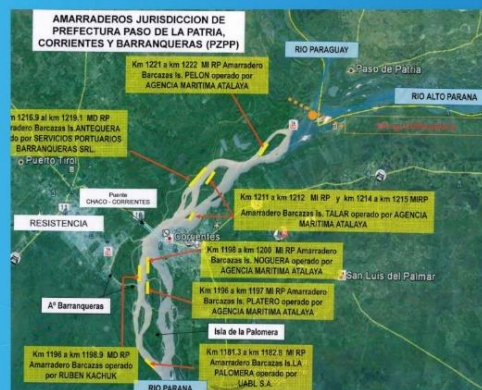 AMARRADEROS JURISDICCION DE
PREFECTURA PASO DE LA PATRIA,
CORRIENTES Y BARRANQUERAS (PZPP)
RIO PARAGUAY
Paso de Patria
RIO ALTO PARANA
Km 1221 a km 1222 MI RP Amarradero
Barcazas Is. PELON operado por
AGENCIA MARITIMA ATALAYA
1216.9 al km 1219.1 MD RP
radero Barcazas Is.ANTEQUERA
do por SERVICIOS PORTUARIOS
BARRANQUERAS SRL.
Puerto Tirol
Puente
CHACO - CORRIENTES
RESISTENCIA
16
Corrientes
Km 1211 a km 1212 MI RP y km 1214 a km 1215 MIRP
Amarradero Barcazas Is. TALAR operado por AGENCIA
MARITIMA ATALAYA
Km 1198 a km 1200 MI RP Amarradero
Barcazas Is. NOGUERA operado por
AGENCIA MARITIMA ATALAYA
San Luis del Palmar
Aº Barranqueras
Km 1196 a km 1197 MI RP Amarradero
Barcazas Is. PLATERO operado por
AGENCIA MARITIMA ATALAYA
Isla de la Palomera
Km 1196 a km 1198.9 MD RP
Amarradero Barcazas operado
por RUBEN KACHUK
Km 1181.3 a km 1182.8 MI RP
Amarradero Barcazas Is.LA
PALOMERA operado por
UABL S.A.
RIO PARANA